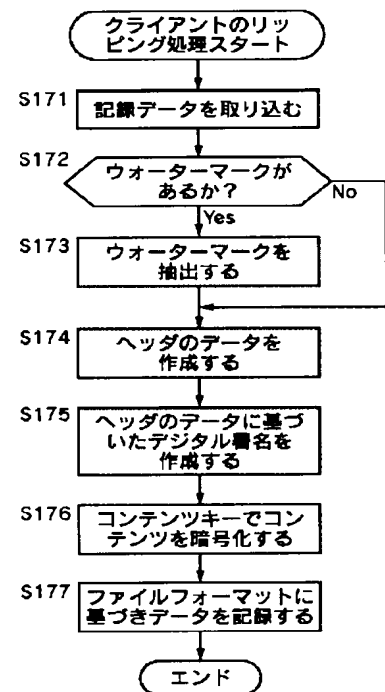 クライアントのリッ
ピング処理スタート
S171
記録データを取り込む
S172
ウォーターマークが
あるか？
No
Yes
S173
ウォーターマークを
抽出する
S174
ヘッダのデータを
作成する
S175
ヘッダのデータに基づ
いたデジタル署名を
作成する
S176
コンテンツキーでコン
テンツを暗号化する
S177
ファイルフォーマットに
基づきデータを記録する
エンド